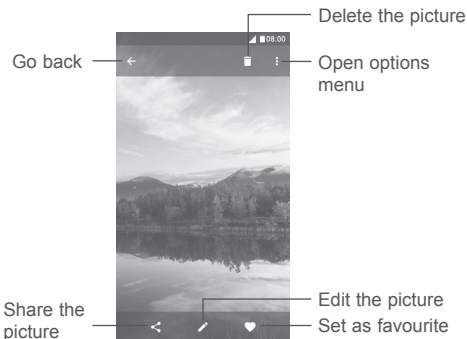 Delete the picture
08:00
Go back
Open options
menu
Share the
picture
Edit the picture
Set as favourite